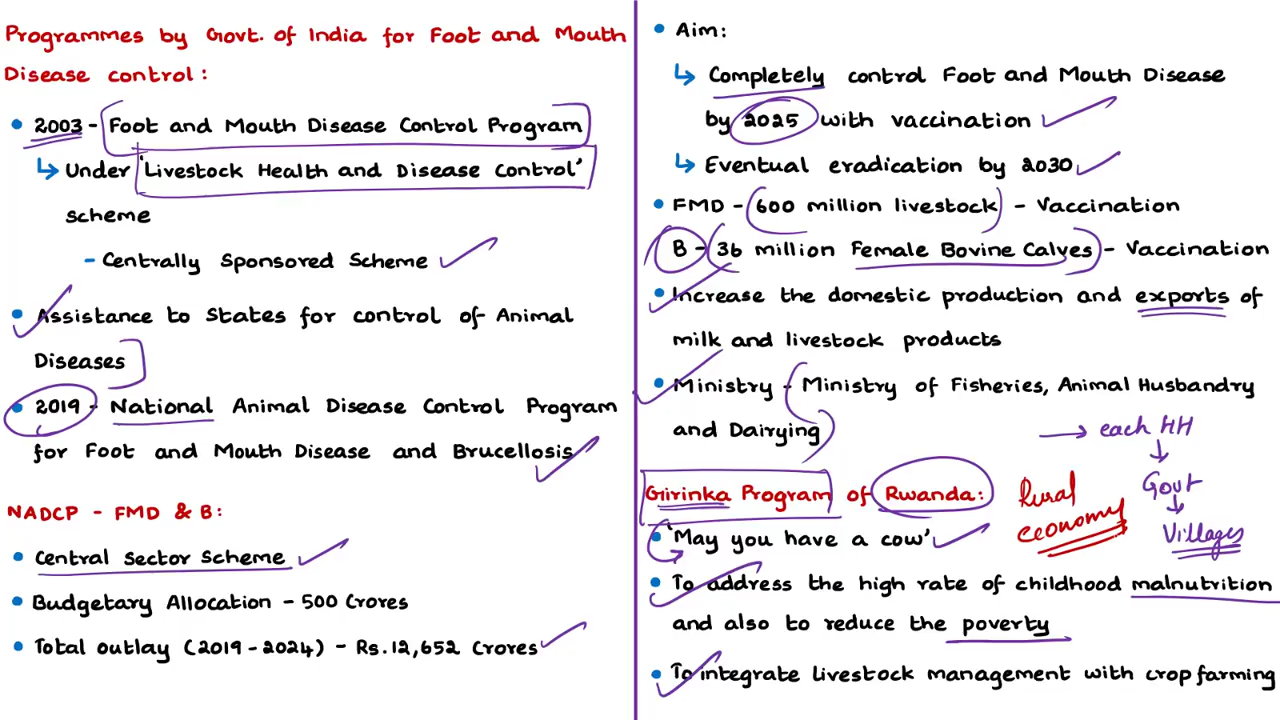 Programmes by Govt. of India for Foot and Mouth
Disease control:
• 2003 - Foot and Mouth Disease Control Program
↳ Under 'Livestock Health and Disease Control'
scheme
- Centrally Sponsored Scheme
• Assistance to States for control of Animal
Diseases
• 2019 - National Animal Disease Control Program
for Foot and Mouth Disease and Brucellosis
NADCP - FMD & B:
• Central Sector Scheme
• Budgetary Allocation - 500 Crores
• Total outlay (2019-2024) - Rs.12,652 Crores
• Aim:
↳ Completely control Foot and Mouth Disease
by 2025 with vaccination
↳ Eventual eradication by 2030
• FMD - 600 million livestock - Vaccination
B - 36 million Female Bovine Calves - Vaccination
• Increase the domestic production and exports of
milk and livestock products
• Ministry - Ministry of Fisheries, Animal Husbandry
and Dairying
→ each HH
↓
Govt
↓
Villages
Girinka Program of Rwanda:
Rural
economy
• 'May you have a cow'
• To address the high rate of childhood malnutrition
and also to reduce the poverty
• To integrate livestock management with crop farming